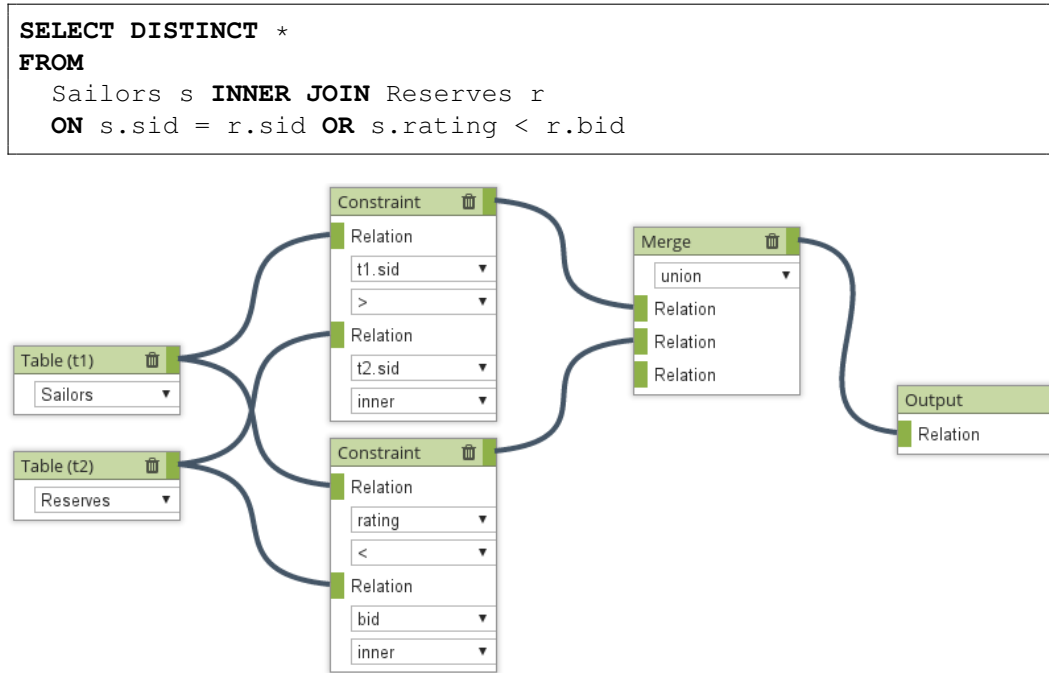 SELECT DISTINCT *
FROM
Sailors s INNER JOIN Reserves r
ON s.sid = r.sid OR s.rating < r.bid
Table (t1)
Sailors
Table (t2)
Reserves
Constraint
Relation
t1.sid
>
Relation
t2.sid
inner
Constraint
Relation
rating
<
Relation
bid
inner
Merge
union
Relation
Relation
Relation
Output
Relation